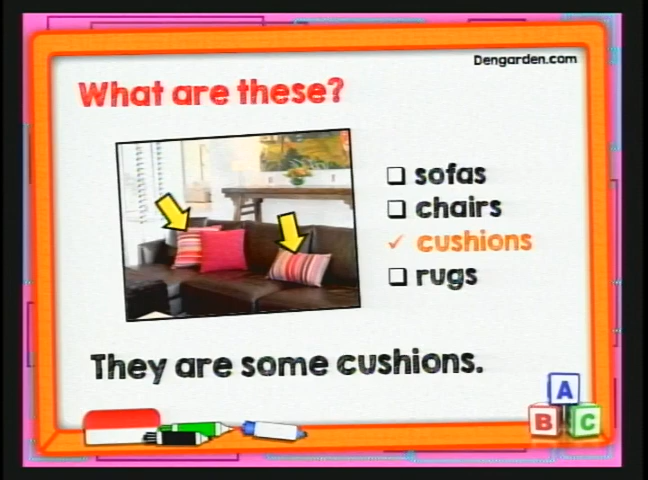 Dengarden.com
What are these?
sofas
chairs
✓ cushions
rugs
They are some cushions.
A
B C